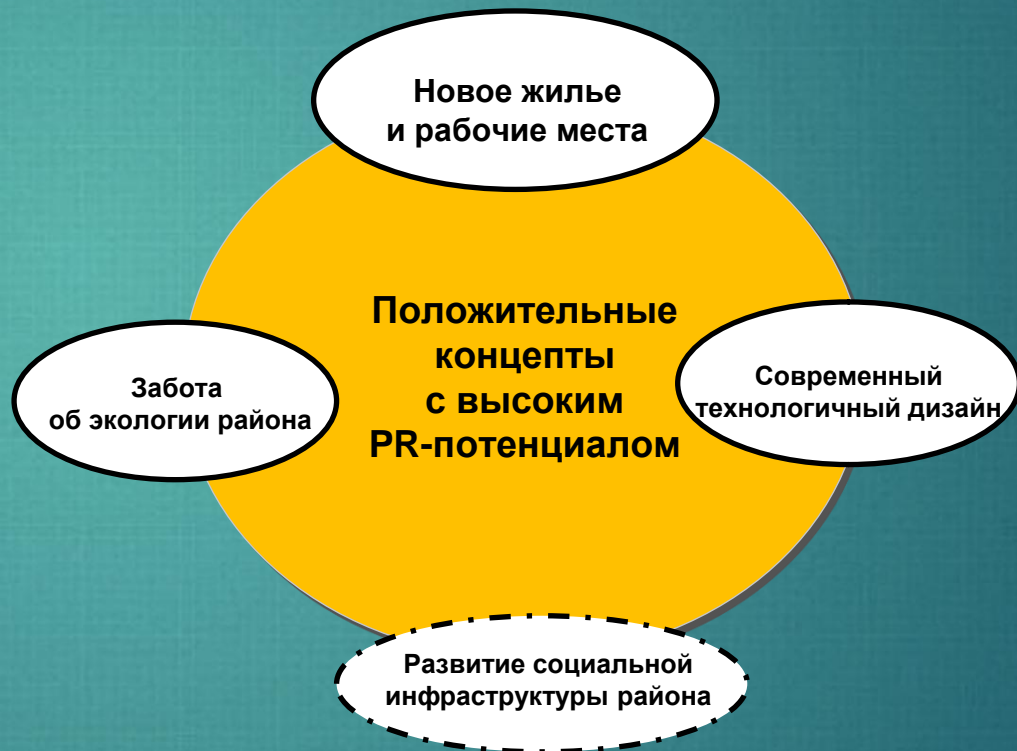 Новое жилье
и рабочие места
Положительные
концепты
с высоким
PR-потенциалом
Забота
об экологии района
Современный
технологичный дизайн
Развитие социальной
инфраструктуры района